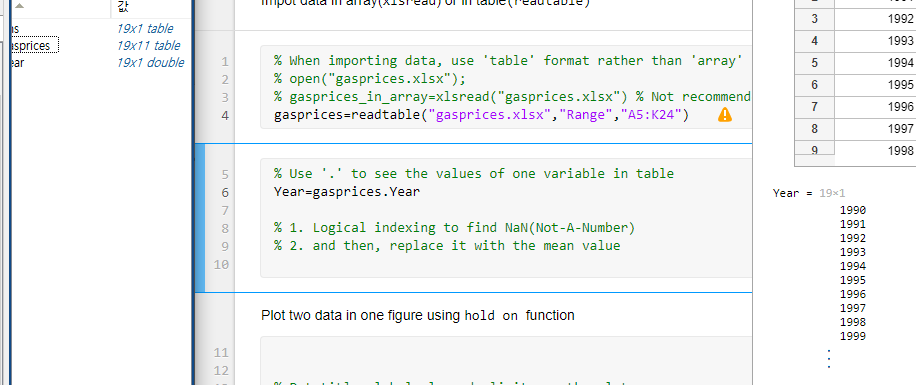 값
19x1 table
sprices 19x11 table
ear 19x1 double
Impot data in array(xlsread) or in table(readtable)
1 % When importing data, use 'table' format rather than 'array'
2 % open("gasprices.xlsx");
3 % gasprices_in_array=xlsread("gasprices.xlsx") % Not recommend
4 gasprices=readtable("gasprices.xlsx","Range","A5:K24")
5 % Use '.' to see the values of one variable in table
6 Year=gasprices.Year
7
8 % 1. Logical indexing to find NaN(Not-A-Number)
9 % 2. and then, replace it with the mean value
10
Plot two data in one figure using hold on function
11
12
3 1992
4 1993
5 1994
6 1995
7 1996
8 1997
9 1998
Year = 19×1
1990
1991
1992
1993
1994
1995
1996
1997
1998
1999
⋮